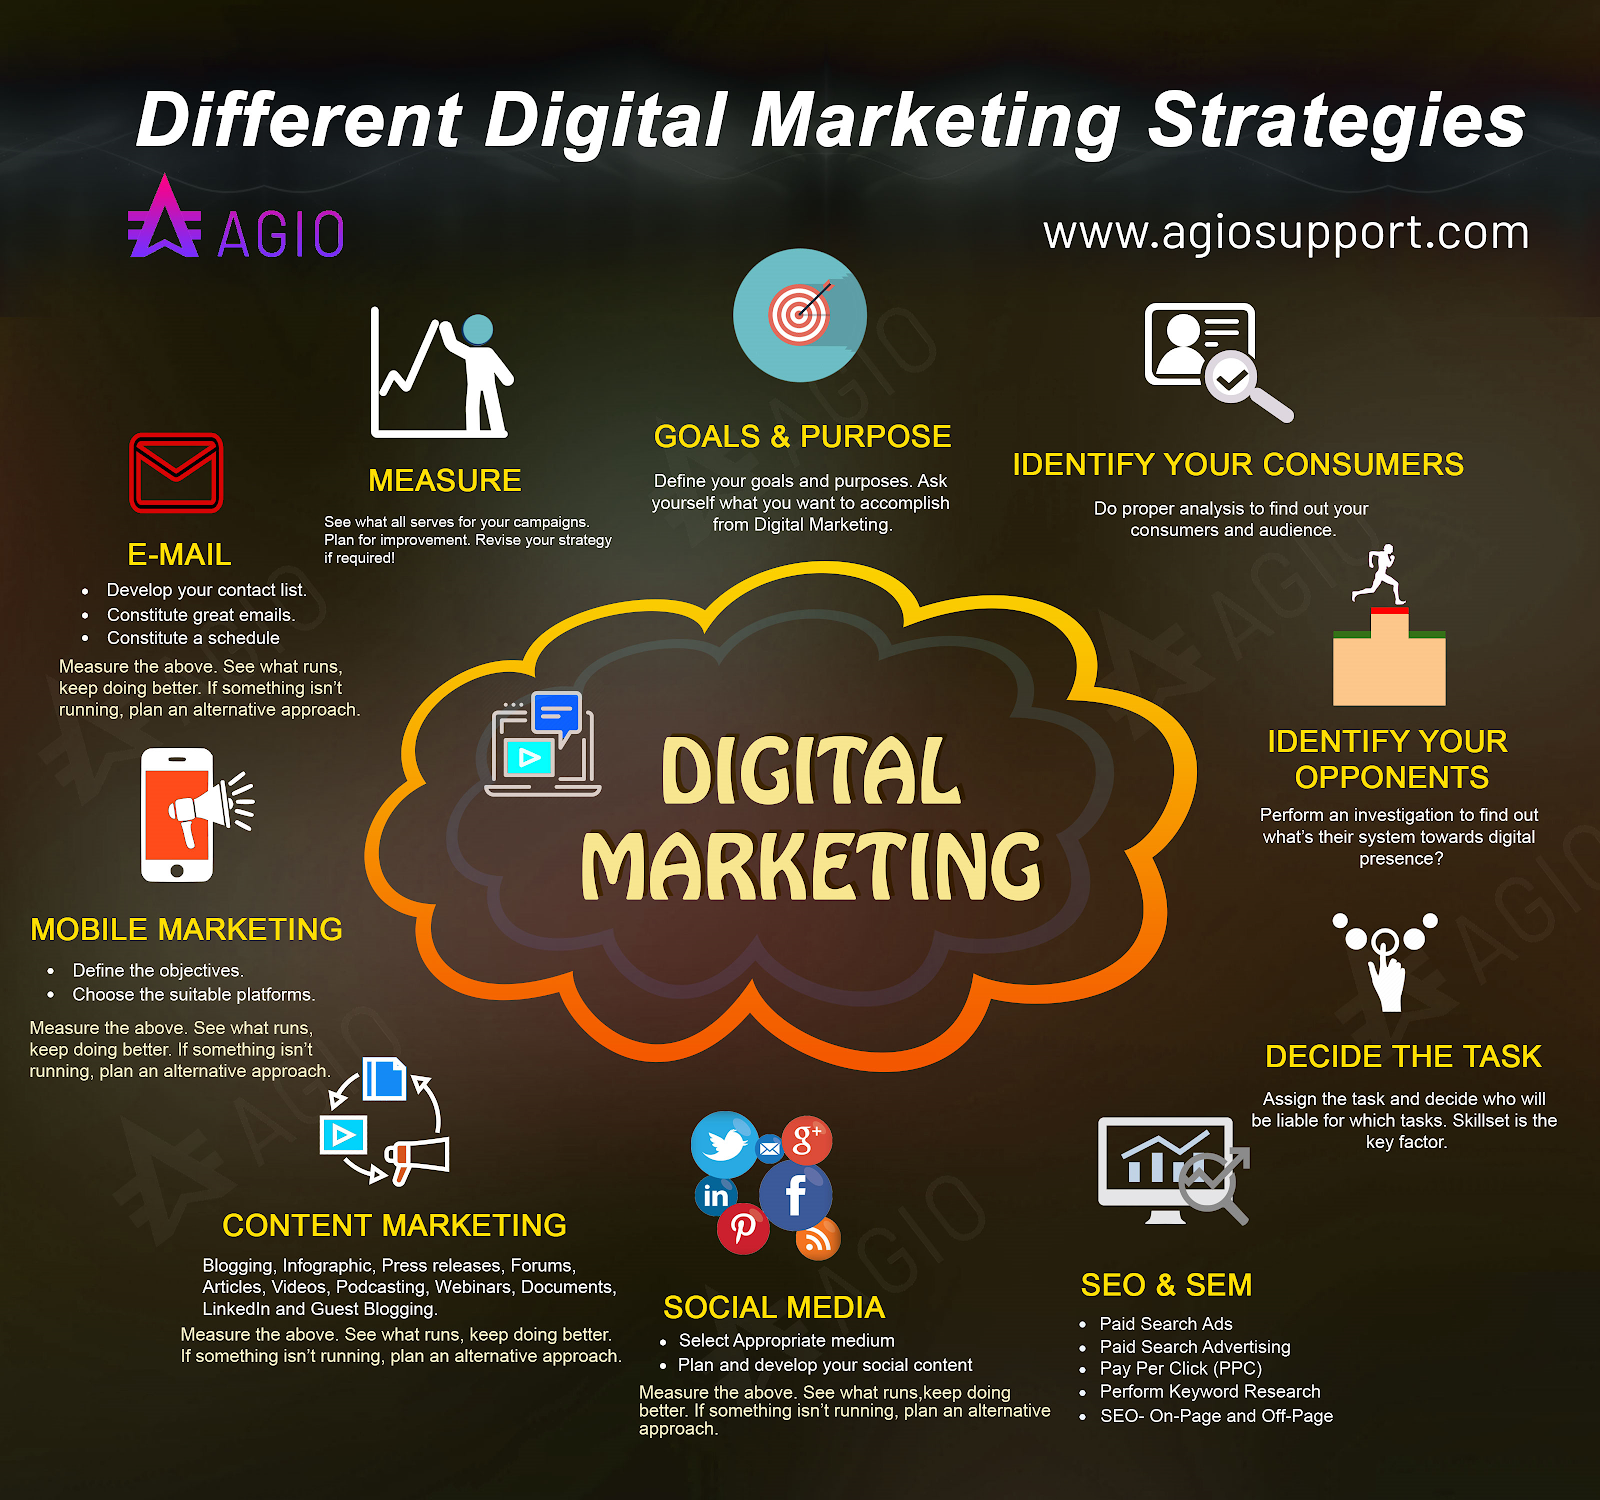 Different Digital Marketing Strategies
AGIO
www.agiosupport.com
GOALS & PURPOSE
Define your goals and purposes. Ask
yourself what you want to accomplish
from Digital Marketing.
IDENTIFY YOUR CONSUMERS
Do proper analysis to find out your
consumers and audience.
IDENTIFY YOUR
OPPONENTS
Perform an investigation to find out
what's their system towards digital
presence?
DECIDE THE TASK
Assign the task and decide who will
be liable for which tasks. Skillset is the
key factor.
SEO & SEM
• Paid Search Ads
• Paid Search Advertising
• Pay Per Click (PPC)
• Perform Keyword Research
• SEO- On-Page and Off-Page
SOCIAL MEDIA
• Select Appropriate medium
• Plan and develop your social content
Measure the above. See what runs,keep doing
better. If something isn't running, plan an alternative
approach.
CONTENT MARKETING
Blogging, Infographic, Press releases, Forums,
Articles, Videos, Podcasting, Webinars, Documents,
LinkedIn and Guest Blogging.
Measure the above. See what runs, keep doing better.
If something isn't running, plan an alternative approach.
MOBILE MARKETING
• Define the objectives.
• Choose the suitable platforms.
Measure the above. See what runs,
keep doing better. If something isn't
running, plan an alternative approach.
E-MAIL
• Develop your contact list.
• Constitute great emails.
• Constitute a schedule
Measure the above. See what runs,
keep doing better. If something isn't
running, plan an alternative approach.
MEASURE
See what all serves for your campaigns.
Plan for improvement. Revise your strategy
if required!
DIGITAL
MARKETING
g+
in
f
AGIO
AGIO
AGIO
AGIO
AGIO
AGIO